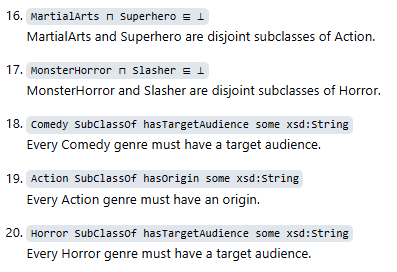 16. MartialArts ⊓ Superhero ⊑ ⊥
MartialArts and Superhero are disjoint subclasses of Action.
17. MonsterHorror ⊓ Slasher ⊑ ⊥
MonsterHorror and Slasher are disjoint subclasses of Horror.
18. Comedy SubClassOf hasTargetAudience some xsd:String
Every Comedy genre must have a target audience.
19. Action SubClassOf hasOrigin some xsd:String
Every Action genre must have an origin.
20. Horror SubClassOf hasTargetAudience some xsd:String
Every Horror genre must have a target audience.